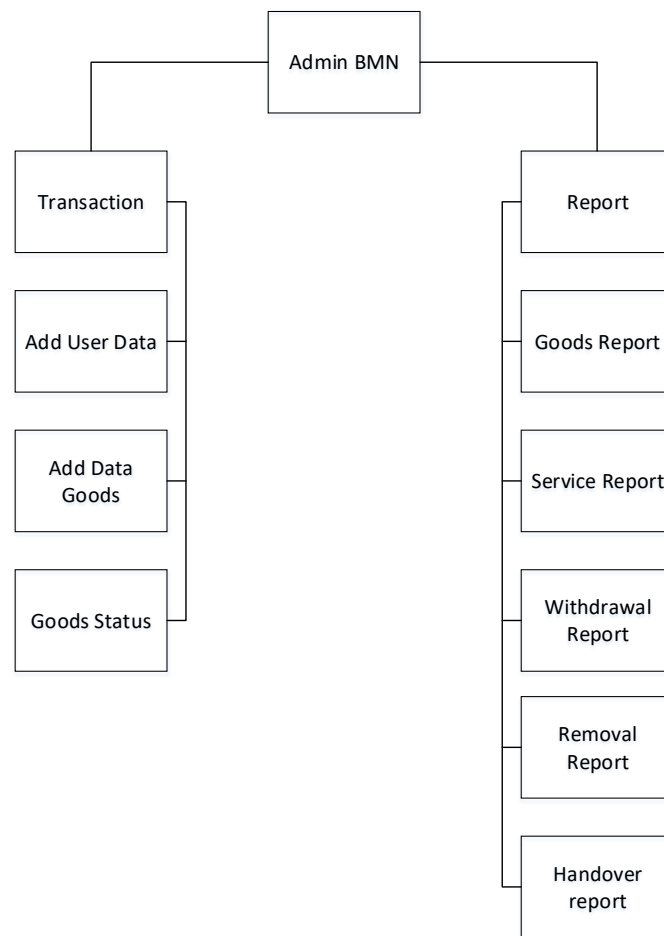 Admin BMN
Transaction
Report
Add User Data
Goods Report
Add Data
Goods
Service Report
Goods Status
Withdrawal
Report
Removal
Report
Handover
report